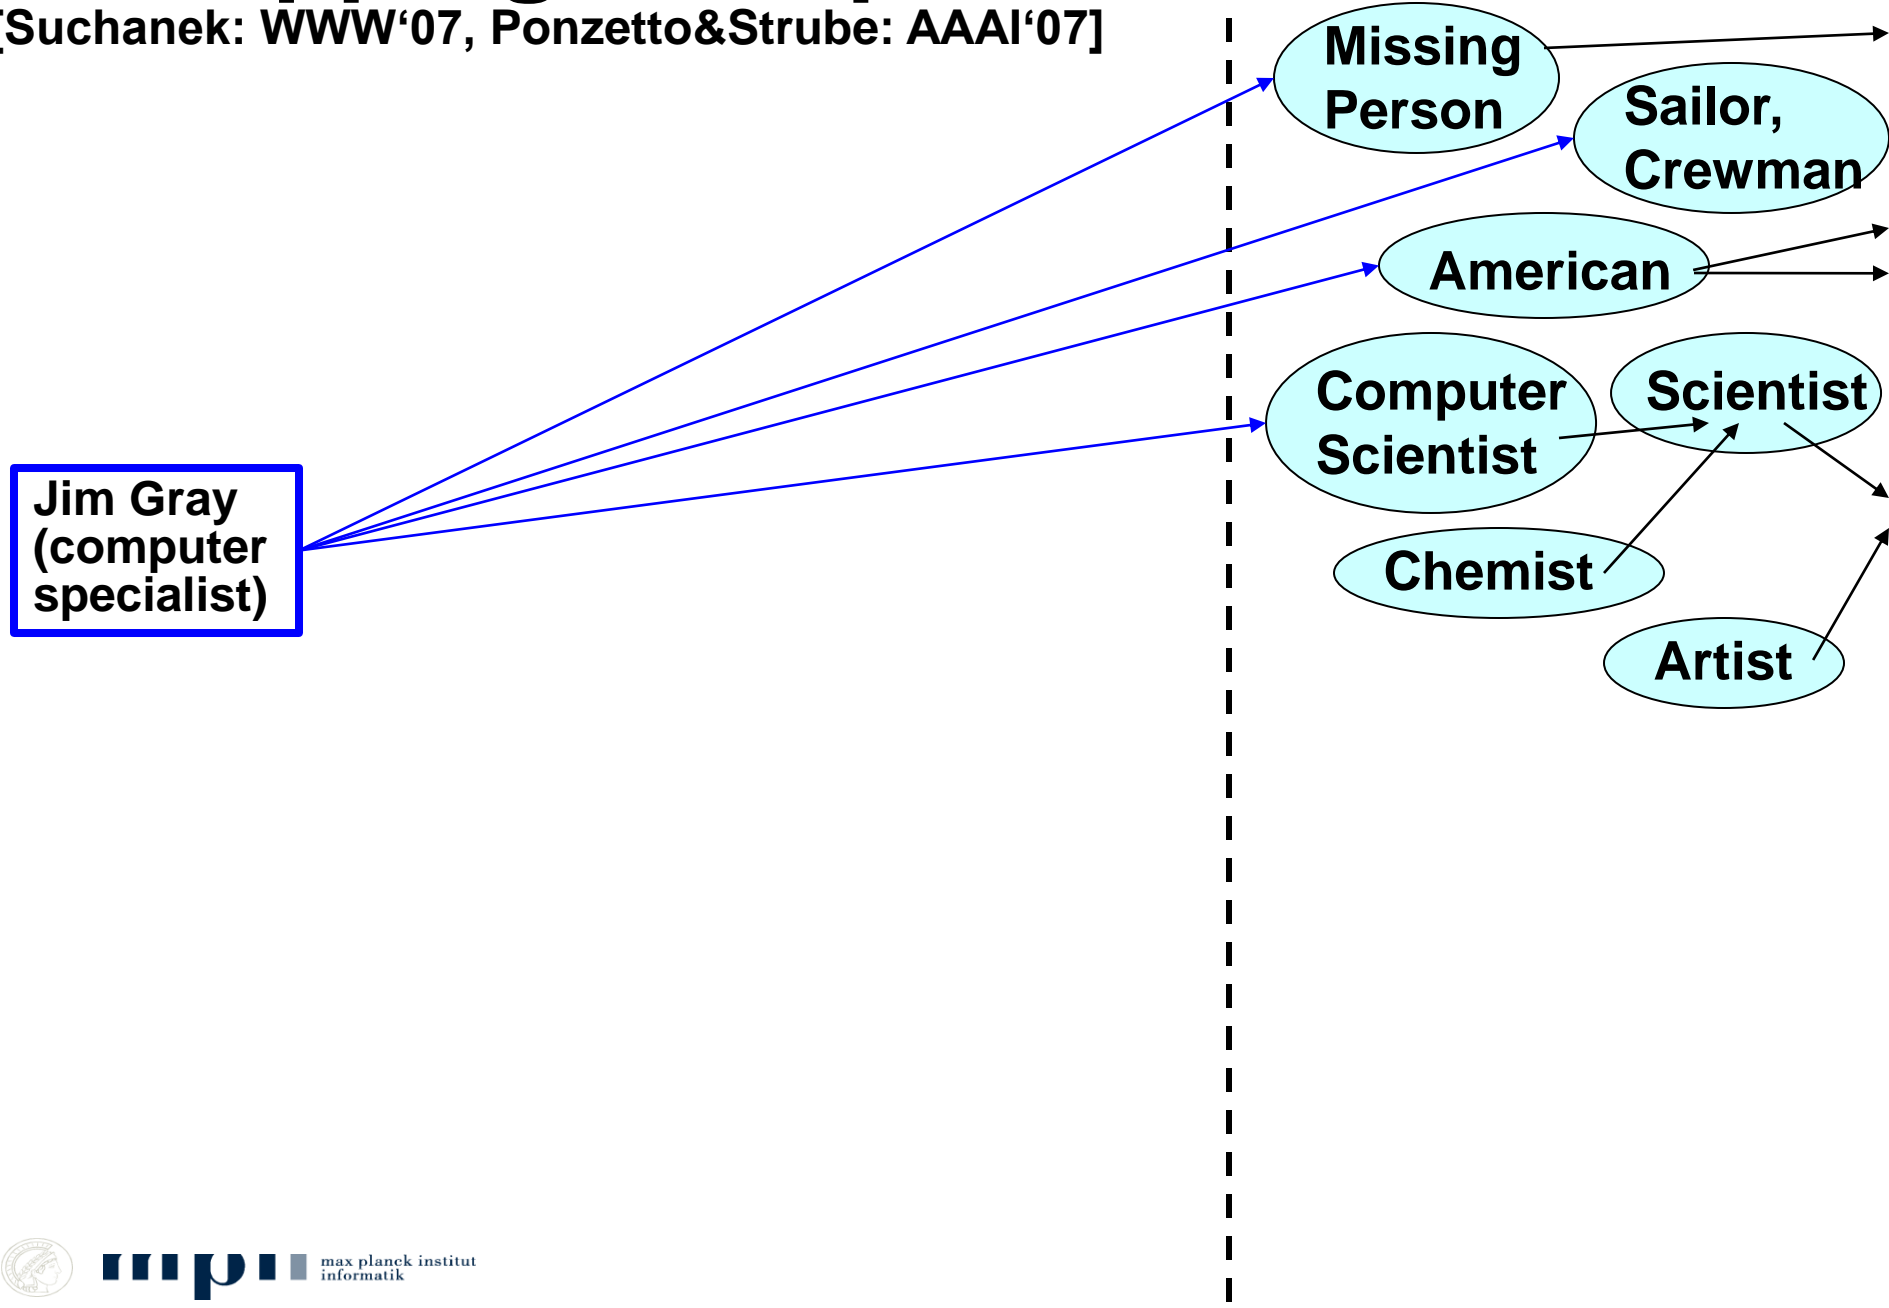 [Suchanek: WWW‘07, Ponzetto&Strube: AAAI‘07]
Missing
Person
Sailor,
Crewman
American
Computer
Scientist
Scientist
Chemist
Artist
Jim Gray
(computer
specialist)
max planck institut
informatik